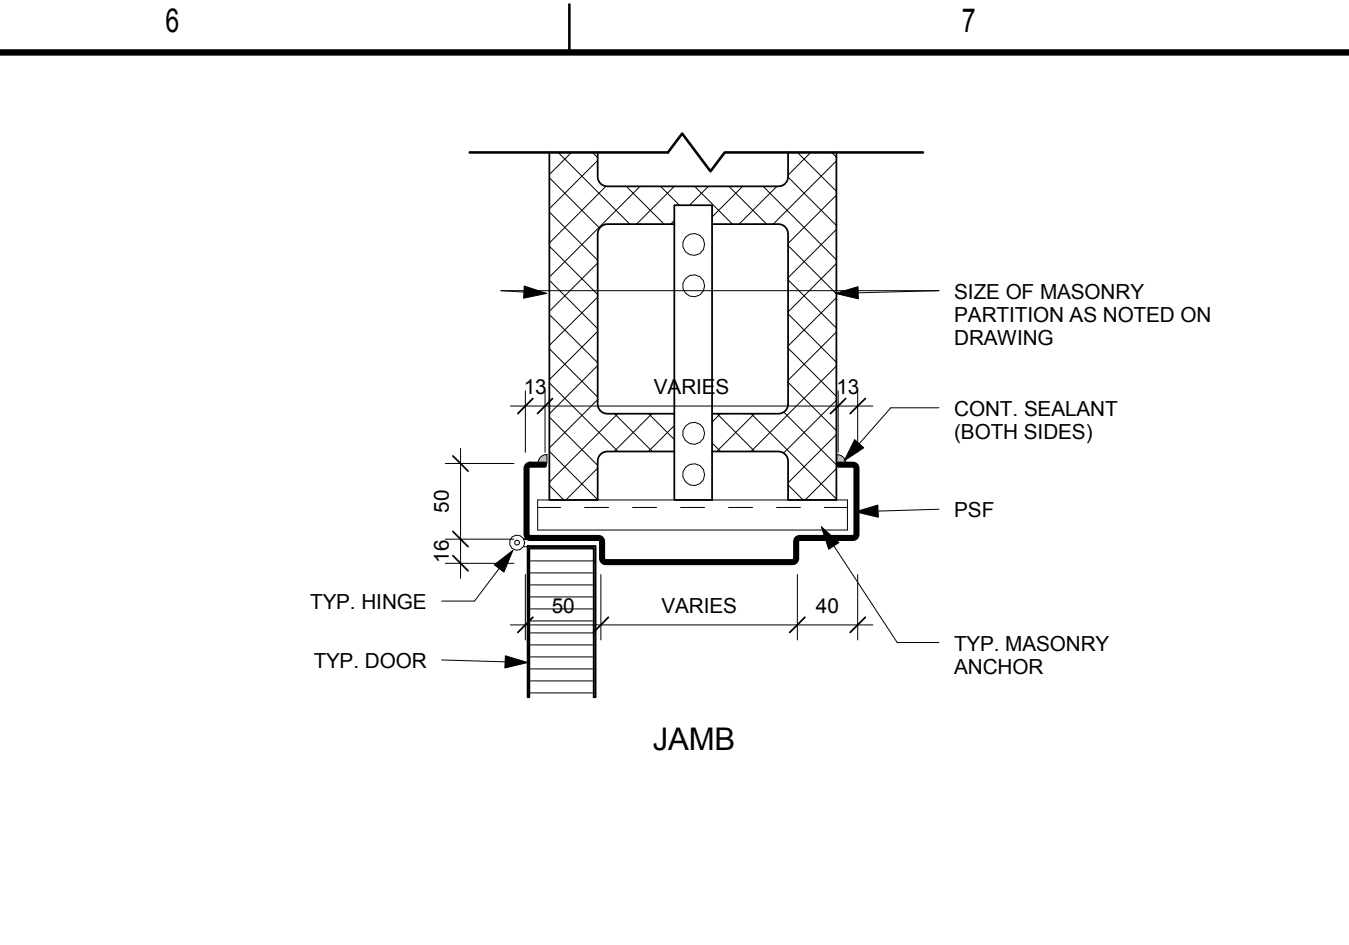 6
7
SIZE OF MASONRY
PARTITION AS NOTED ON
DRAWING
13
VARIES
13
CONT. SEALANT
(BOTH SIDES)
50
PSF
16
TYP. HINGE
50
VARIES
40
TYP. DOOR
TYP. MASONRY
ANCHOR
JAMB